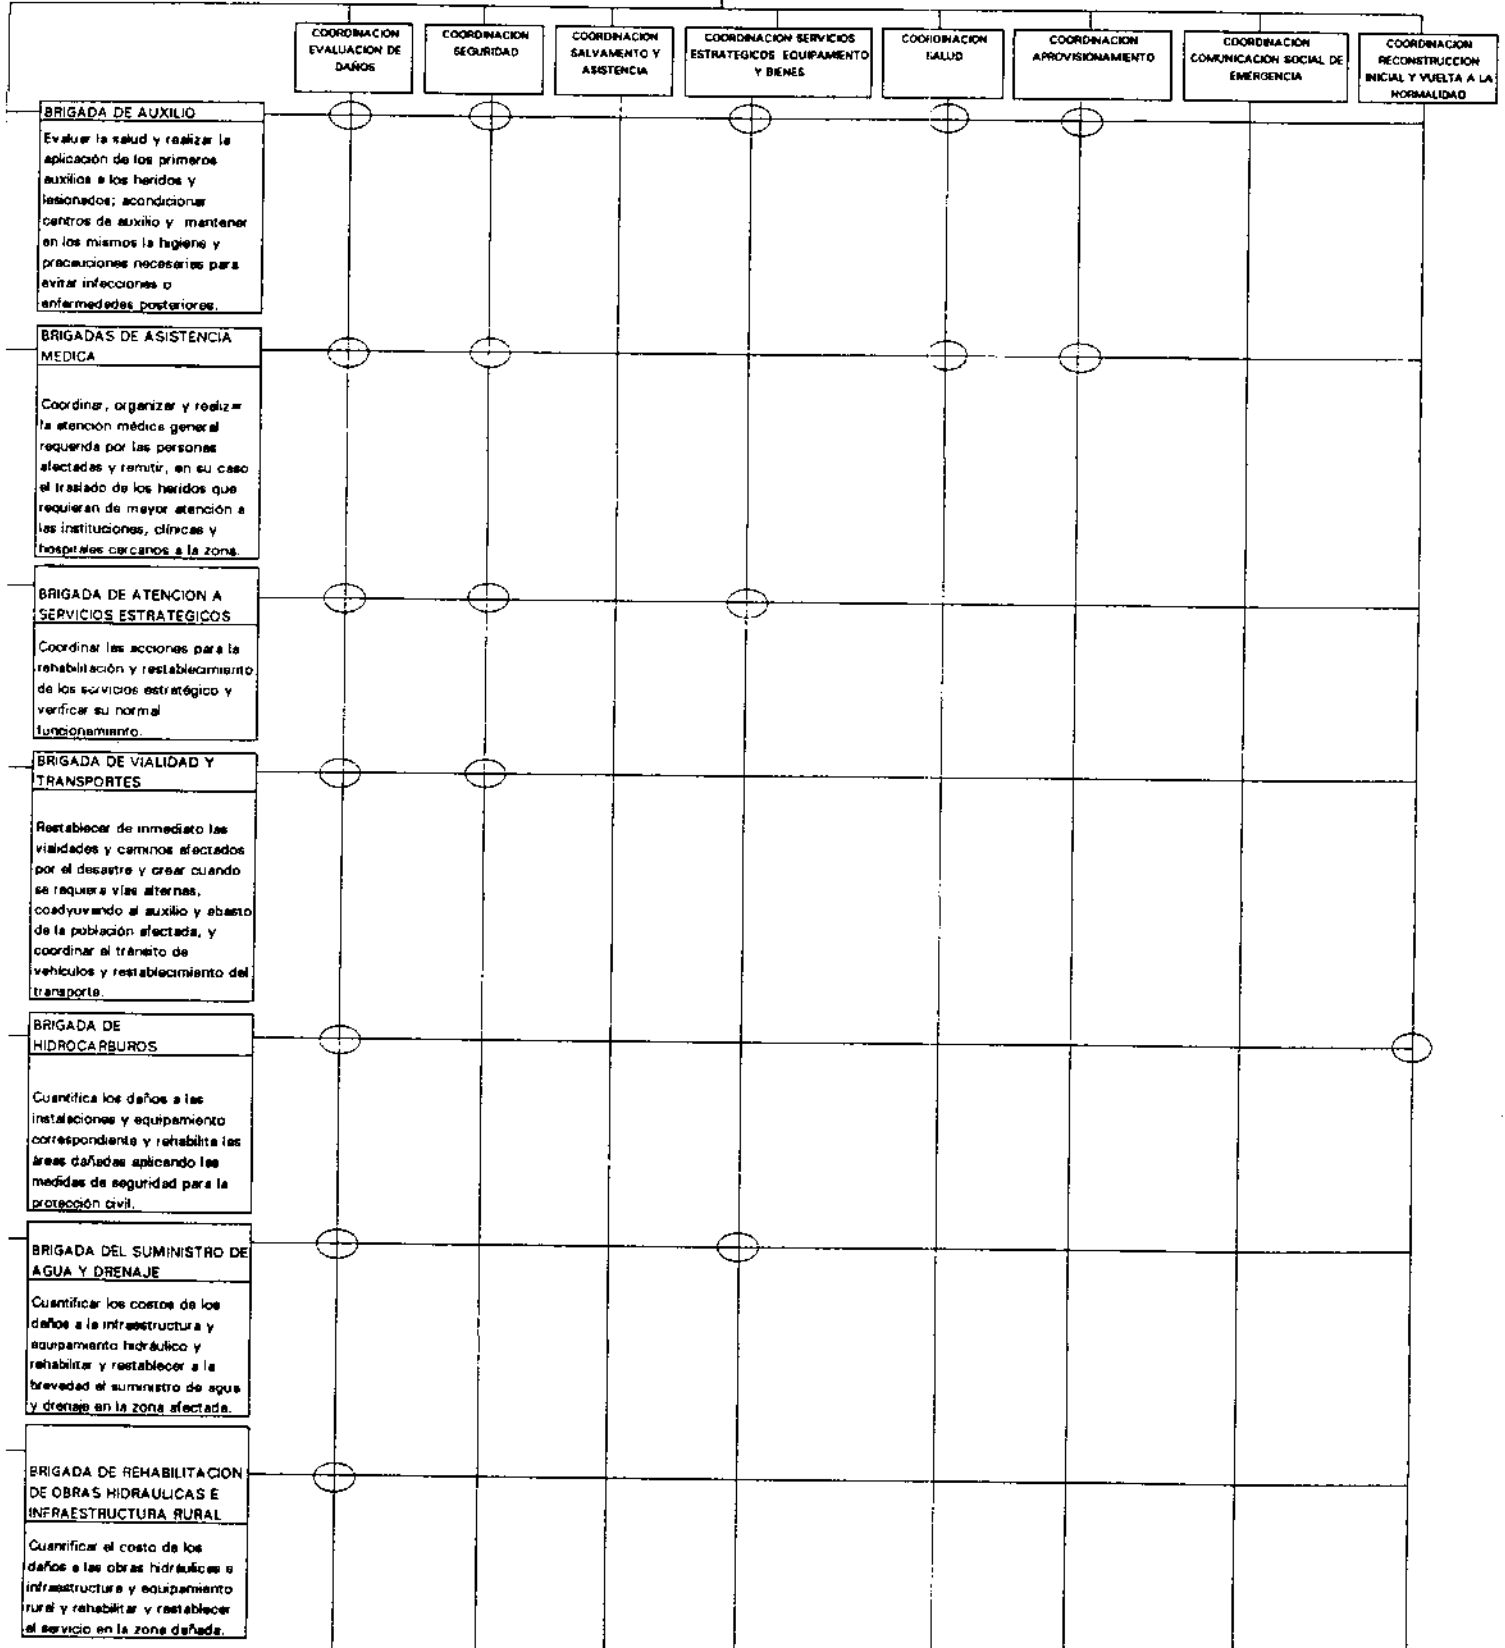 COORDINACION
EVALUACION DE
DAÑOS
COORDINACION
SEGURIDAD
COORDINACION
SALVAMENTO Y
ASISTENCIA
COORDINACION SERVICIOS
ESTRATEGICOS EQUIPAMIENTO
Y BIENES
COORDINACION
SALUD
COORDINACION
APROVISIONAMIENTO
COORDINACION
COMUNICACION SOCIAL DE
EMERGENCIA
COORDINACION
RECONSTRUCCION
INICIAL Y VUELTA A LA
NORMALIDAD
BRIGADA DE AUXILIO
Evaluar la salud y realizar la
aplicación de los primeros
auxilios a los heridos y
lesionados; acondicionar
centros de auxilio y mantener
en los mismos la higiene y
precauciones necesarias para
evitar infecciones o
enfermedades posteriores.
BRIGADAS DE ASISTENCIA
MEDICA
Coordinar, organizar y realizar
la atención médica general
requerida por las personas
afectadas y remitir, en su caso
el traslado de los heridos que
requieran de mayor atención a
las instituciones, clínicas y
hospitales cercanos a la zona.
BRIGADA DE ATENCION A
SERVICIOS ESTRATEGICOS
Coordinar las acciones para la
rehabilitación y restablecimiento
de los servicios estratégico y
verificar su normal
funcionamiento.
BRIGADA DE VIALIDAD Y
TRANSPORTES
Restablecer de inmediato las
vialidades y caminos afectados
por el desastre y crear cuando
se requiera vías alternas,
coadyuvando al auxilio y abasto
de la población afectada, y
coordinar el tránsito de
vehículos y restablecimiento del
transporte.
BRIGADA DE
HIDROCARBUROS
Cuantifica los daños a las
instalaciones y equipamiento
correspondiente y rehabilita las
áreas dañadas aplicando las
medidas de seguridad para la
protección civil.
BRIGADA DEL SUMINISTRO DE
AGUA Y DRENAJE
Cuantificar los costos de los
daños a la infraestructura y
equipamiento hidráulico y
rehabilitar y restablecer a la
brevedad el suministro de agua
y drenaje en la zona afectada.
BRIGADA DE REHABILITACION
DE OBRAS HIDRAULICAS E
INFRAESTRUCTURA RURAL
Cuantificar el costo de los
daños a las obras hidráulicas e
infraestructura y equipamiento
rural y rehabilitar y restablecer
el servicio en la zona dañada.